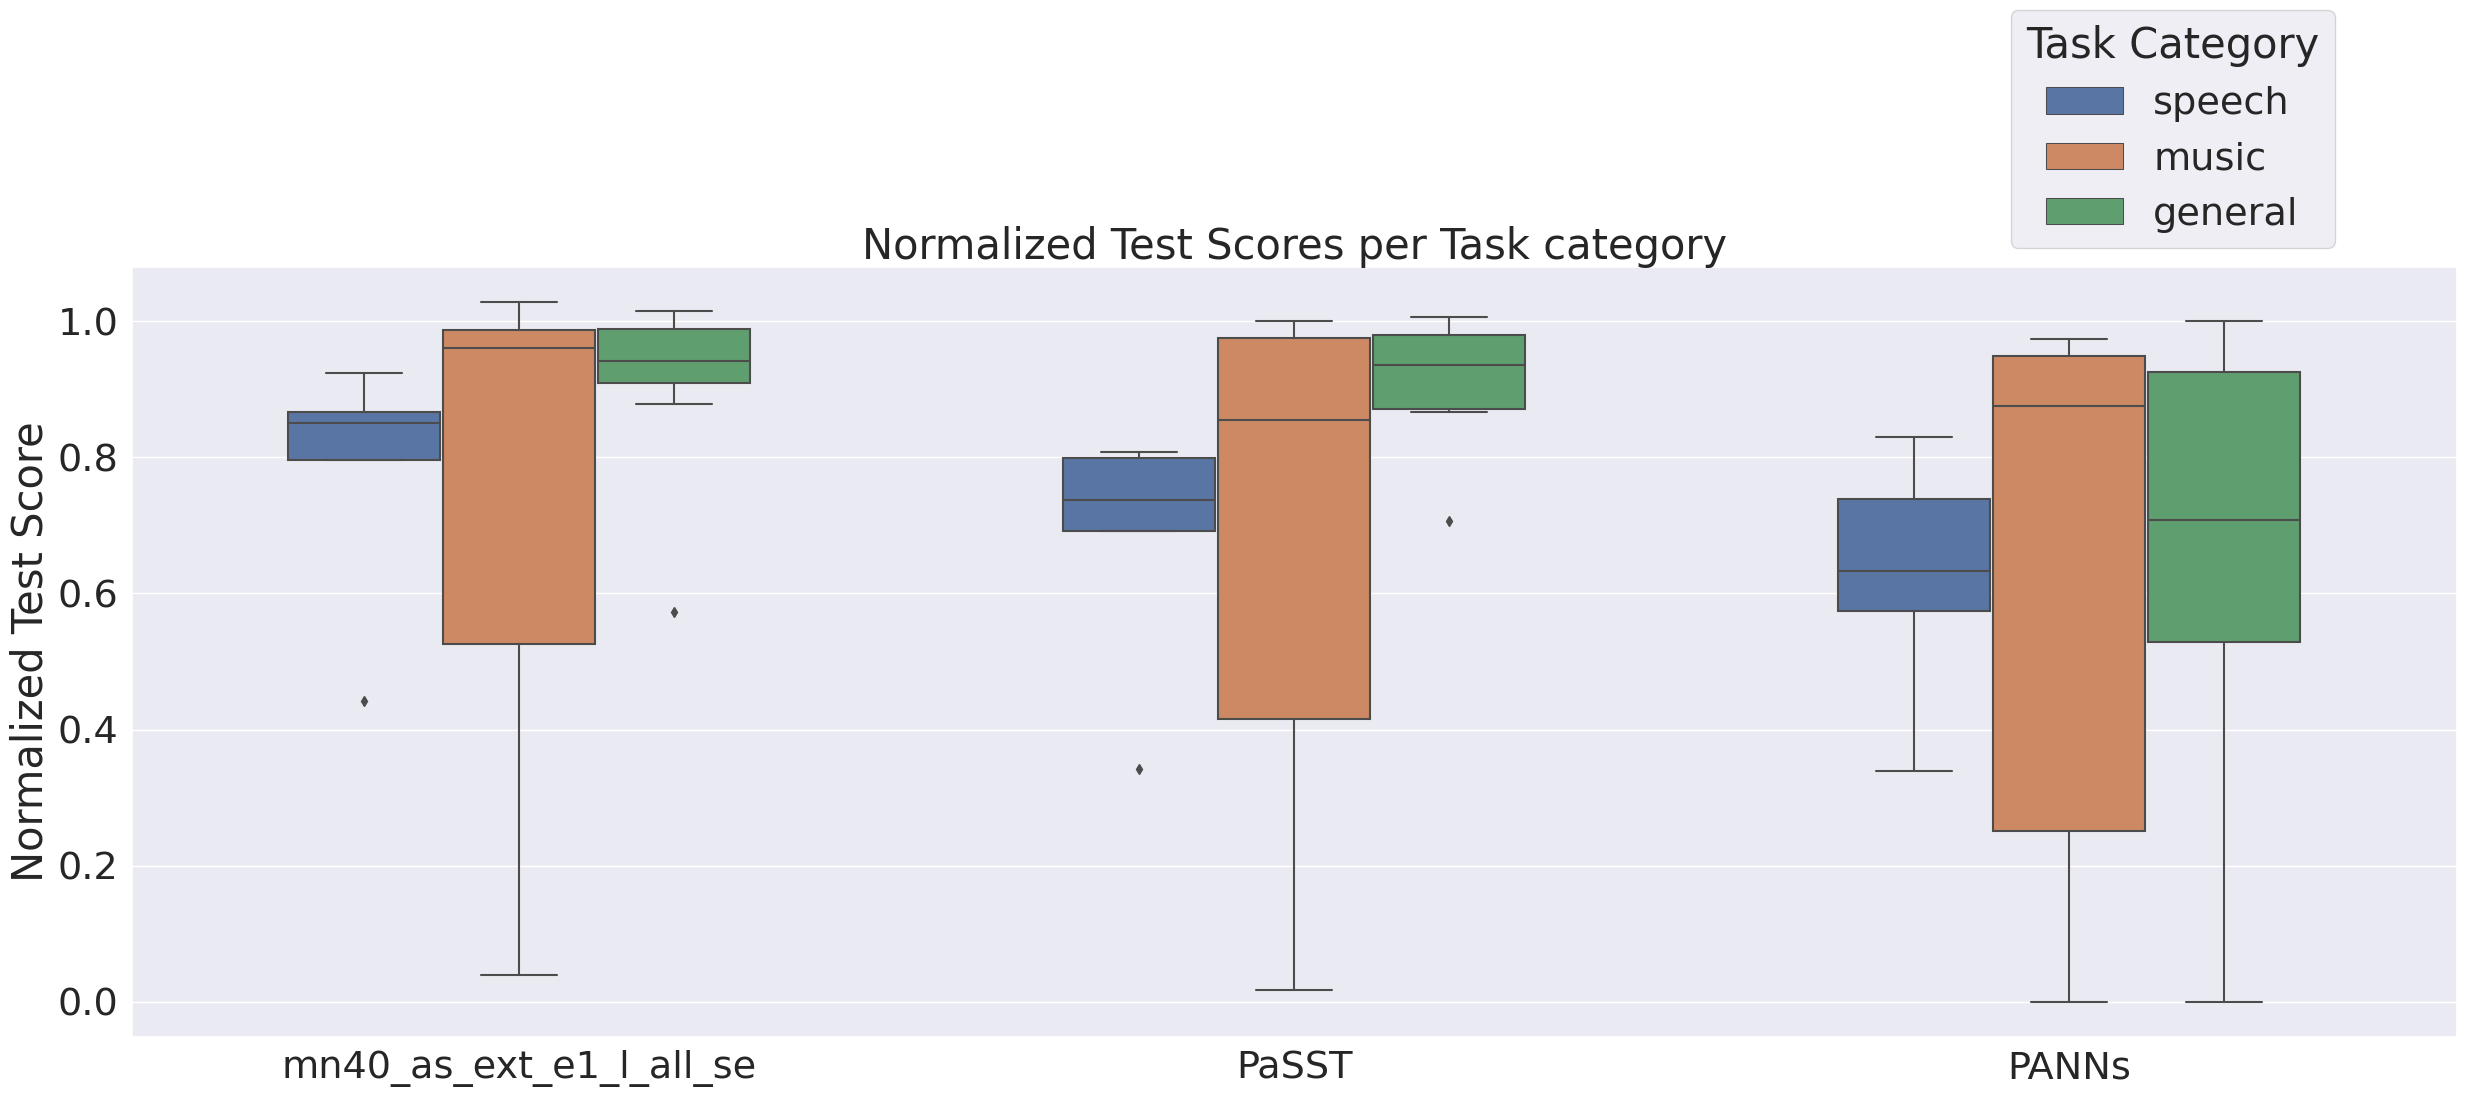 Task Category
speech
music
general
Normalized Test Scores per Task category
Normalized Test Score
1.0
0.8
0.6
0.4
0.2
0.0
mn40_as_ext_e1_l_all_se
PaSST
PANNs